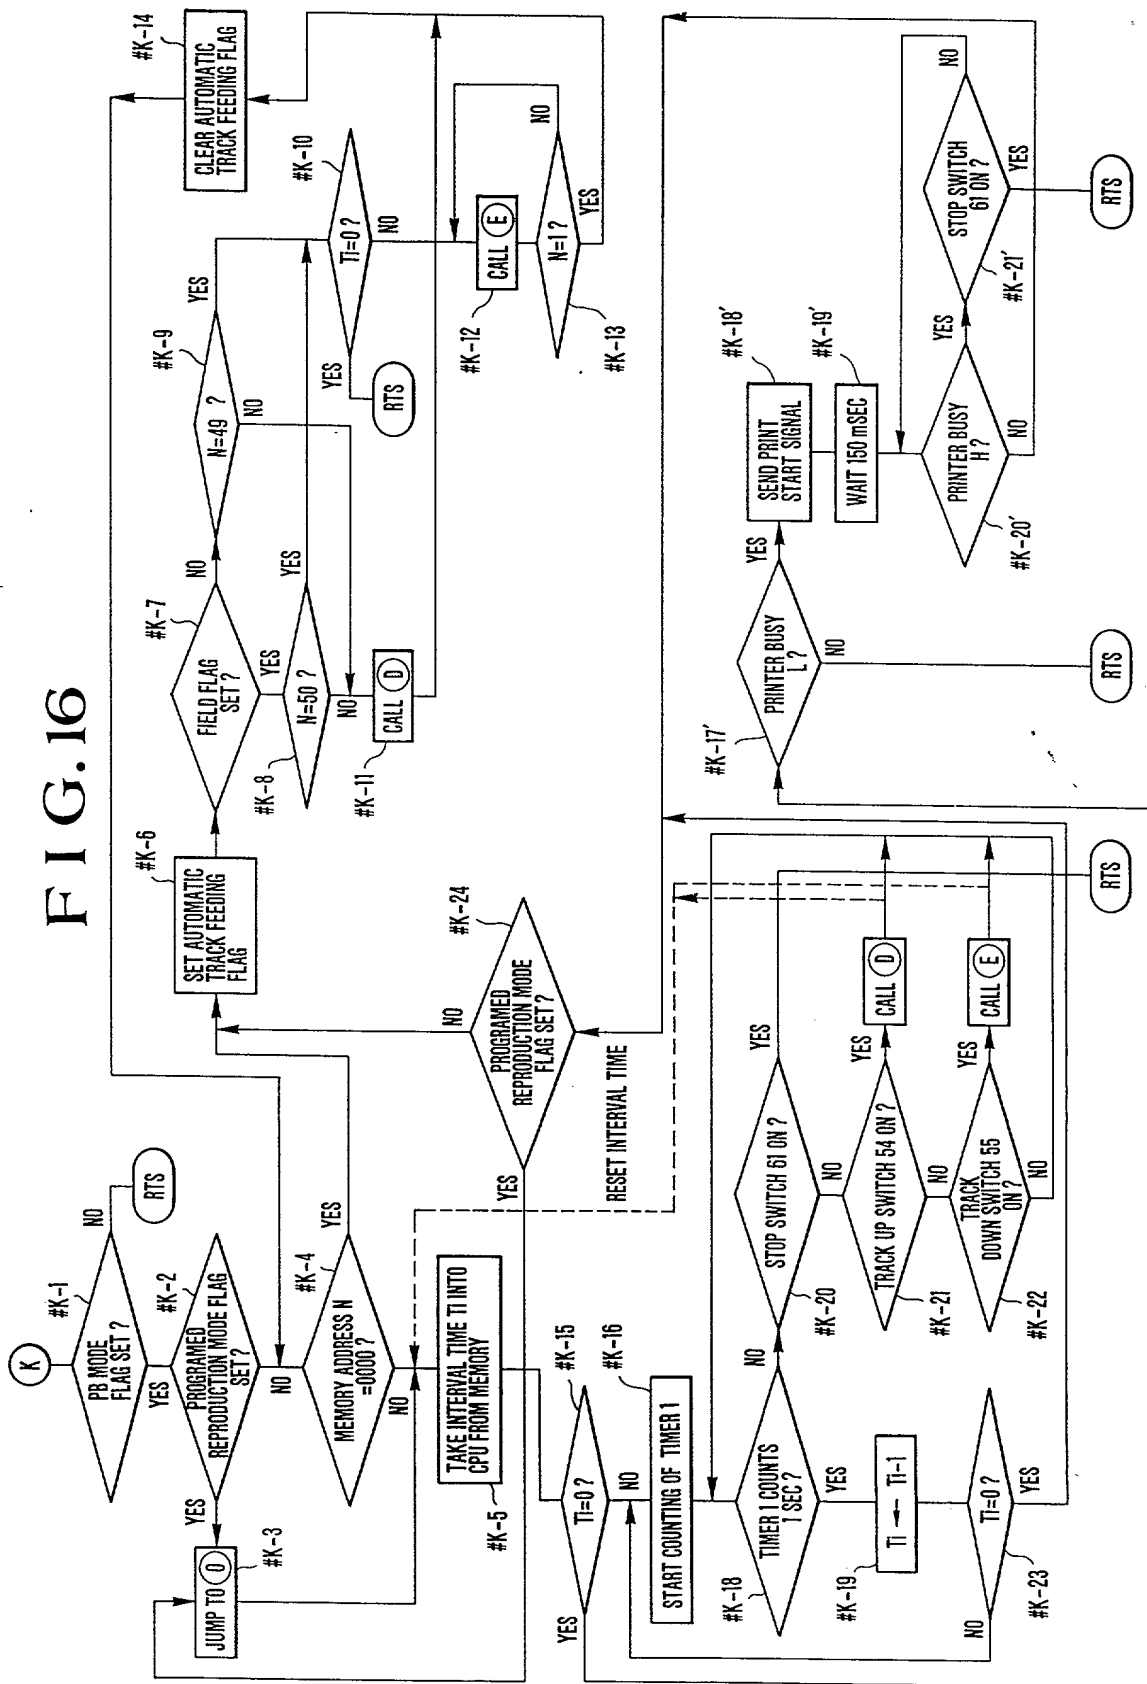 FIG.16
K
PB MODE
FLAG SET ?
#K-1
NO
RTS
YES
PROGRAMED
REPRODUCTION MODE FLAG
SET ?
#K-2
YES
NO
JUMP TO O
#K-3
MEMORY ADDRESS N
=0000 ?
#K-4
YES
NO
TAKE INTERVAL TIME Ti INTO
CPU FROM MEMORY
#K-5
SET AUTOMATIC
TRACK FEEDING
FLAG
#K-6
FIELD FLAG
SET ?
#K-7
NO
YES
N=50 ?
#K-8
YES
NO
N=49 ?
#K-9
YES
NO
Ti=0 ?
#K-10
YES
NO
RTS
CALL D
#K-11
CALL E
#K-12
N=1 ?
#K-13
NO
YES
CLEAR AUTOMATIC
TRACK FEEDING FLAG
#K-14
PROGRAMED
REPRODUCTION MODE
FLAG SET ?
#K-24
NO
YES
RESET INTERVAL TIME
Ti=0 ?
#K-15
YES
NO
START COUNTING OF TIMER 1
#K-16
TIMER 1 COUNTS
1 SEC ?
#K-18
NO
YES
Ti ← Ti-1
#K-19
Ti=0 ?
#K-23
NO
YES
STOP SWITCH 61 ON ?
#K-20
YES
NO
TRACK UP SWITCH 54 ON ?
#K-21
YES
NO
CALL D
TRACK
DOWN SWITCH 55
ON ?
#K-22
YES
NO
CALL E
RTS
PRINTER BUSY
L ?
#K-17'
YES
NO
RTS
SEND PRINT
START SIGNAL
#K-18'
WAIT 150 mSEC
#K-19'
PRINTER BUSY
H ?
#K-20'
YES
NO
STOP SWITCH
61 ON ?
#K-21'
NO
YES
RTS